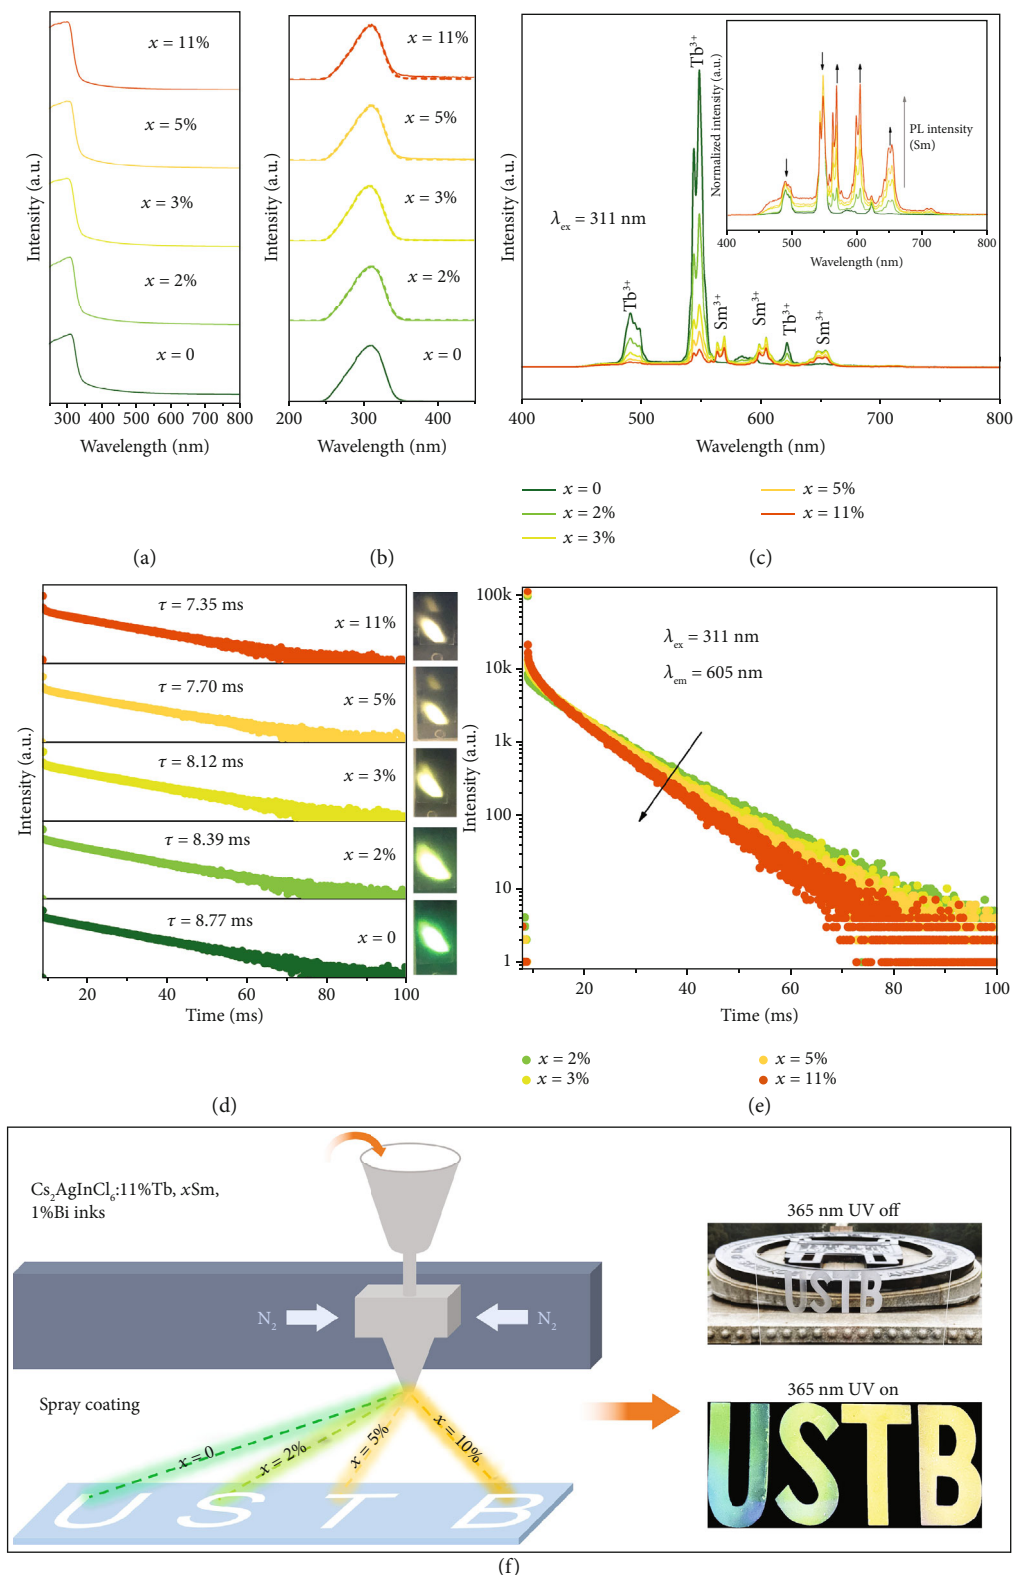 Intensity (a.u.)
x = 11%
x = 5%
x = 3%
x = 2%
x = 0
300 400 500 600 700 800
Wavelength (nm)
(a)
Intensity (a.u.)
x = 11%
x = 5%
x = 3%
x = 2%
x = 0
200 300 400
Wavelength (nm)
(b)
Intensity (a.u.)
λex = 311 nm
Tb3+
Tb3+
Sm3+
Sm3+
Tb3+
Sm3+
400 500 600 700 800
Wavelength (nm)
Normalized intensity (a.u.)
PL intensity
(Sm)
400 500 600 700 800
Wavelength (nm)
x = 0
x = 2%
x = 3%
x = 5%
x = 11%
(c)
Intensity (a.u.)
τ = 7.35 ms
x = 11%
τ = 7.70 ms
x = 5%
τ = 8.12 ms
x = 3%
τ = 8.39 ms
x = 2%
τ = 8.77 ms
x = 0
20 40 60 80 100
Time (ms)
(d)
Intensity (a.u.)
100k
10k
1k
100
10
1
λex = 311 nm
λem = 605 nm
20 40 60 80 100
Time (ms)
x = 2%
x = 3%
x = 5%
x = 11%
(e)
Cs2AgInCl6:11%Tb, xSm,
1%Bi inks
N2
N2
Spray coating
x = 0
x = 2%
x = 5%
x = 10%
U S T B
365 nm UV off
USTB
365 nm UV on
USTB
(f)